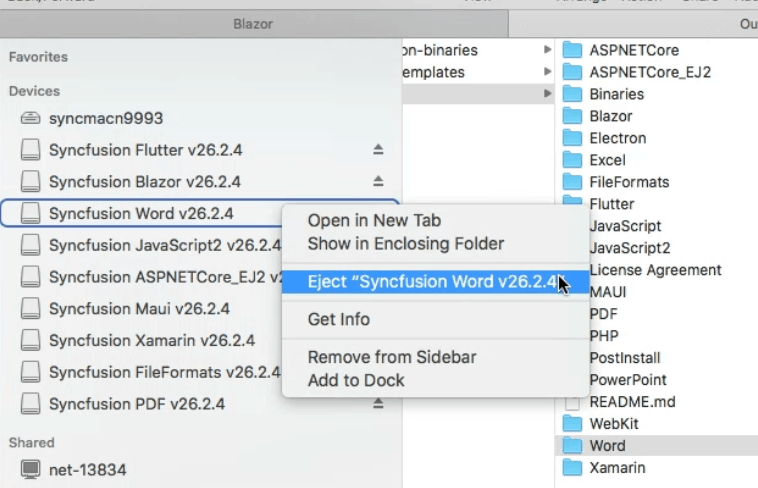 Blazor
Ou
Favorites
Devices
syncmacn9993
Syncfusion Flutter v26.2.4
Syncfusion Blazor v26.2.4
Syncfusion Word v26.2.4
Syncfusion JavaScript2 v26.2.4
Syncfusion ASPNETCore_EJ2 v2
Syncfusion Maui v26.2.4
Syncfusion Xamarin v26.2.4
Syncfusion FileFormats v26.2.4
Syncfusion PDF v26.2.4
Shared
net-13834
Open in New Tab
Show in Enclosing Folder
Eject “Syncfusion Word v26.2.4”
Get Info
Remove from Sidebar
Add to Dock
on-binaries
emplates
ASPNETCore
ASPNETCore_EJ2
Binaries
Blazor
Electron
Excel
FileFormats
Flutter
JavaScript
JavaScript2
License Agreement
MAUI
PDF
PHP
PostInstall
PowerPoint
README.md
WebKit
Word
Xamarin